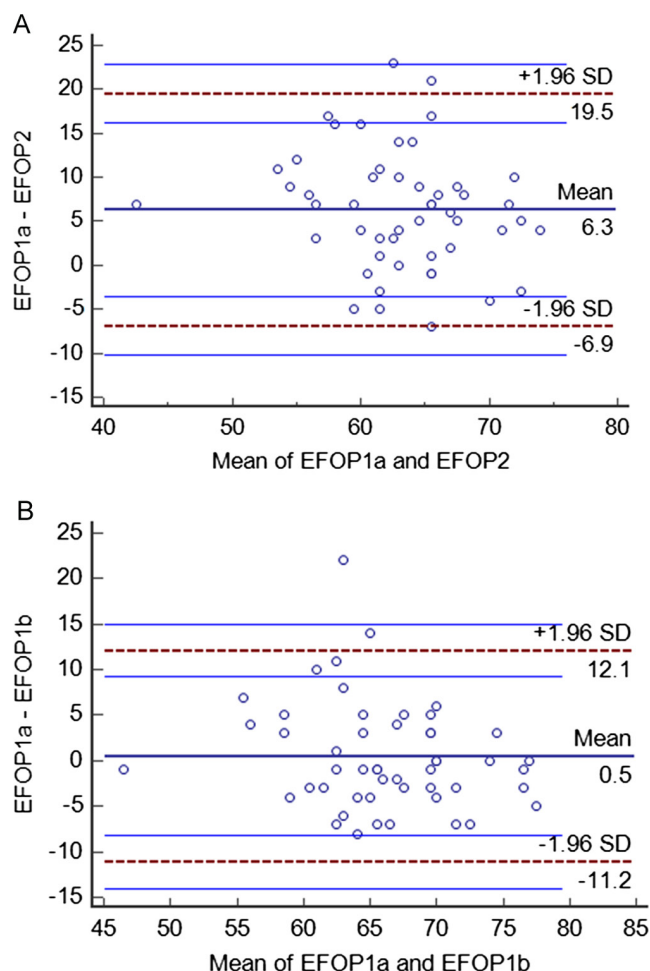 A
25
20
15
10
5
0
-5
-10
-15
EFOP1a - EFOP2
+1.96 SD
19.5
Mean
6.3
-1.96 SD
-6.9
40 50 60 70 80
Mean of EFOP1a and EFOP2
B
25
20
15
10
5
0
-5
-10
-15
EFOP1a - EFOP1b
+1.96 SD
12.1
Mean
0.5
-1.96 SD
-11.2
45 50 55 60 65 70 75 80 85
Mean of EFOP1a and EFOP1b